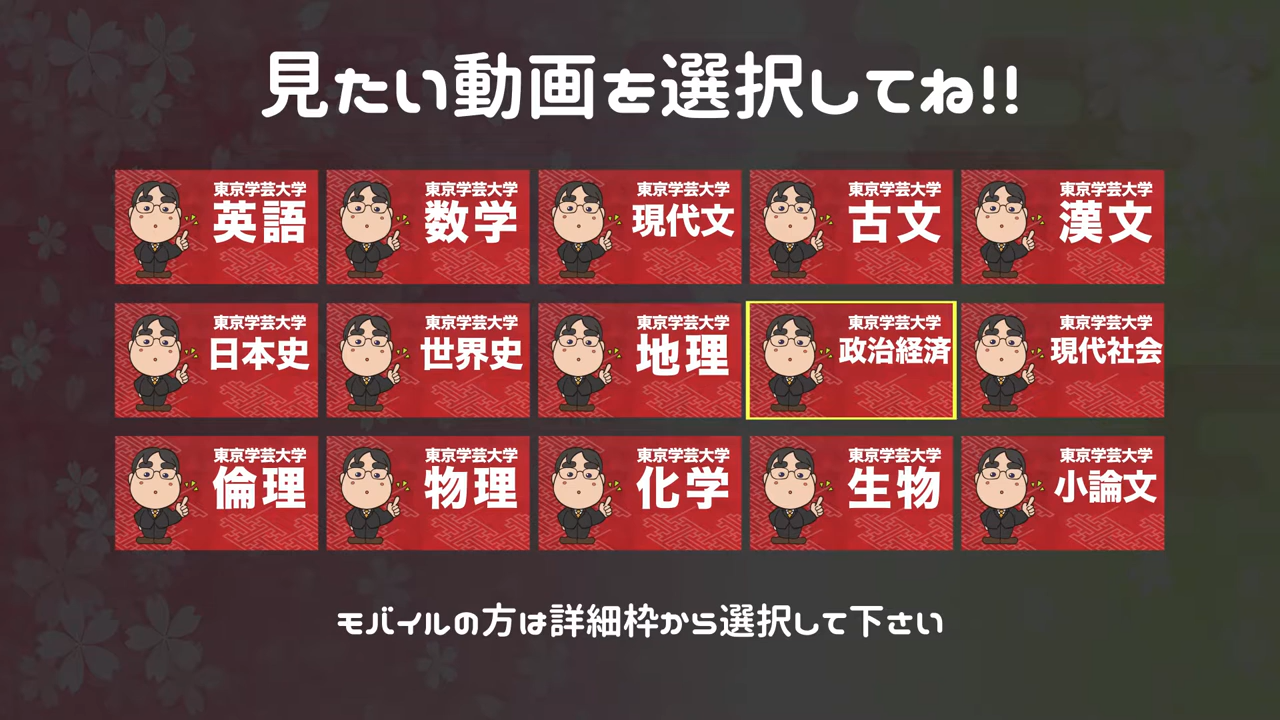 見たい動画を選択してね!!
東京学芸大学
英語
東京学芸大学
数学
東京学芸大学
現代文
東京学芸大学
古文
東京学芸大学
漢文
東京学芸大学
日本史
東京学芸大学
世界史
東京学芸大学
地理
東京学芸大学
政治経済
東京学芸大学
現代社会
東京学芸大学
倫理
東京学芸大学
物理
東京学芸大学
化学
東京学芸大学
生物
東京学芸大学
小論文
モバイルの方は詳細枠から選択して下さい